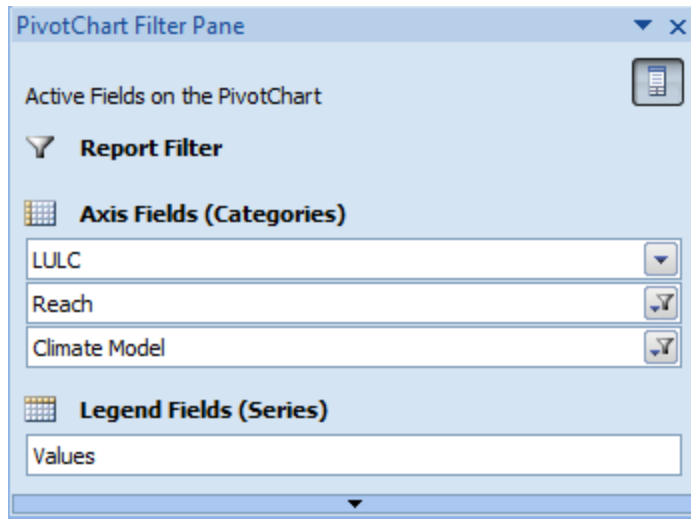 PivotChart Filter Pane
Active Fields on the PivotChart
Report Filter
Axis Fields (Categories)
LULC
Reach
Climate Model
Legend Fields (Series)
Values